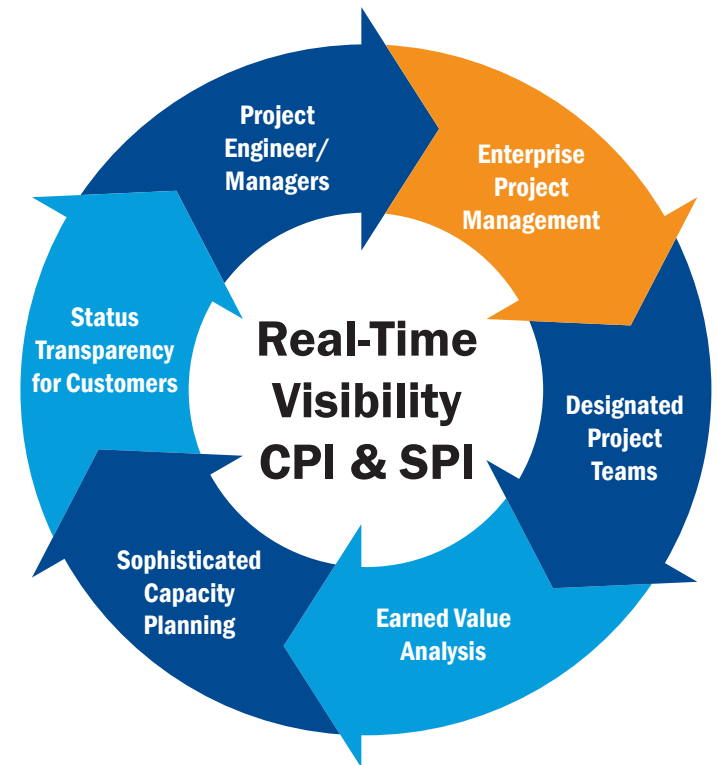 Project
Engineer/
Managers
Enterprise
Project
Management
Designated
Project
Teams
Earned Value
Analysis
Sophisticated
Capacity
Planning
Status
Transparency
for Customers
Real-Time
Visibility
CPI & SPI